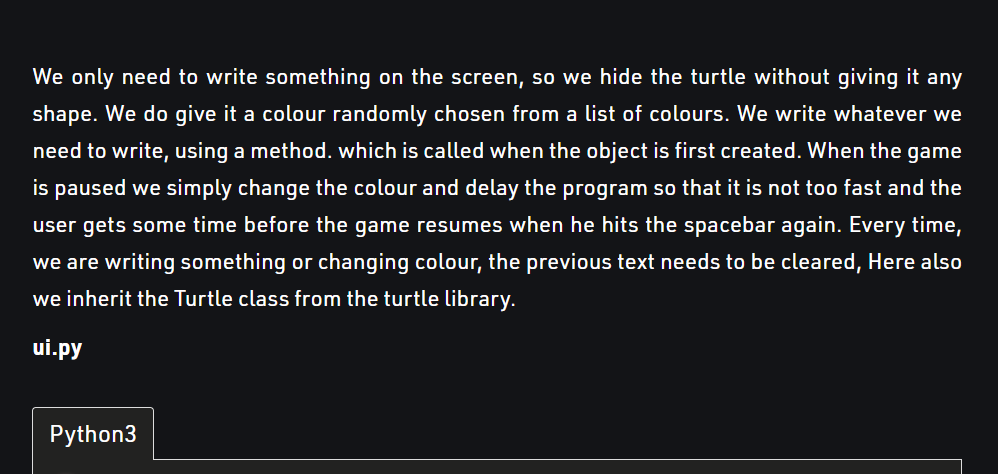 We only need to write something on the screen, so we hide the turtle without giving it any
shape. We do give it a colour randomly chosen from a list of colours. We write whatever we
need to write, using a method. which is called when the object is first created. When the game
is paused we simply change the colour and delay the program so that it is not too fast and the
user gets some time before the game resumes when he hits the spacebar again. Every time,
we are writing something or changing colour, the previous text needs to be cleared, Here also
we inherit the Turtle class from the turtle library.
ui.py
Python3